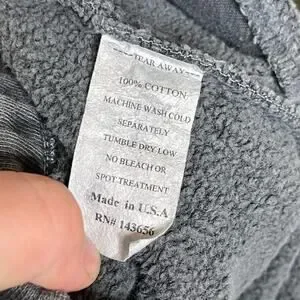 ---TEAR AWAY---
100% COTTON
MACHINE WASH COLD
SEPARATELY
TUMBLE DRY LOW
NO BLEACH OR
SPOT TREATMENT
Made in U.S.A
RN# 143656